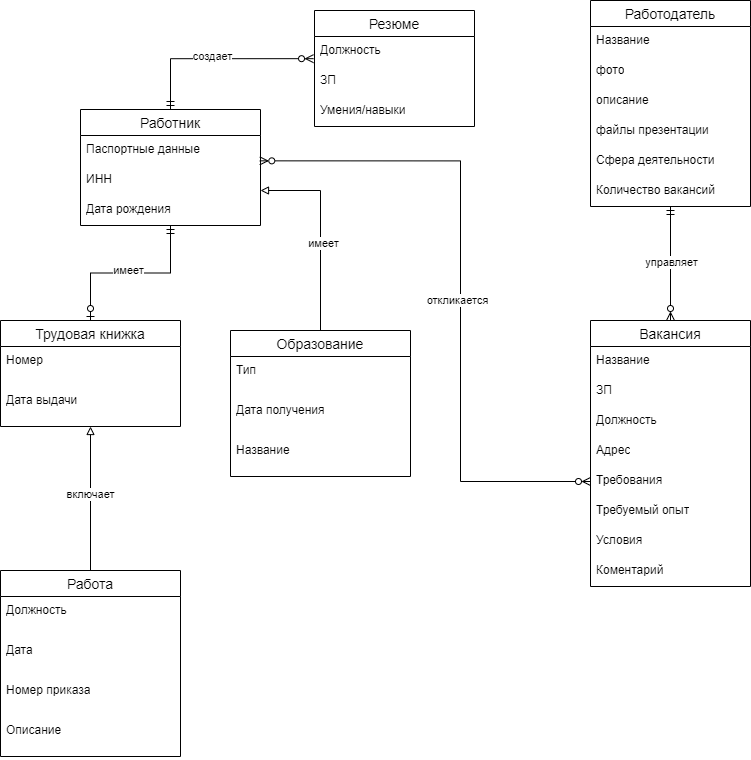 Резюме
Должность
ЗП
Умения/навыки
создает
Работник
Паспортные данные
ИНН
Дата рождения
имеет
имеет
откликается
Трудовая книжка
Номер
Дата выдачи
Образование
Тип
Дата получения
Название
включает
Работа
Должность
Дата
Номер приказа
Описание
Работодатель
Название
фото
описание
файлы презентации
Сфера деятельности
Количество вакансий
управляет
Вакансия
Название
ЗП
Должность
Адрес
Требования
Требуемый опыт
Условия
Коментарий